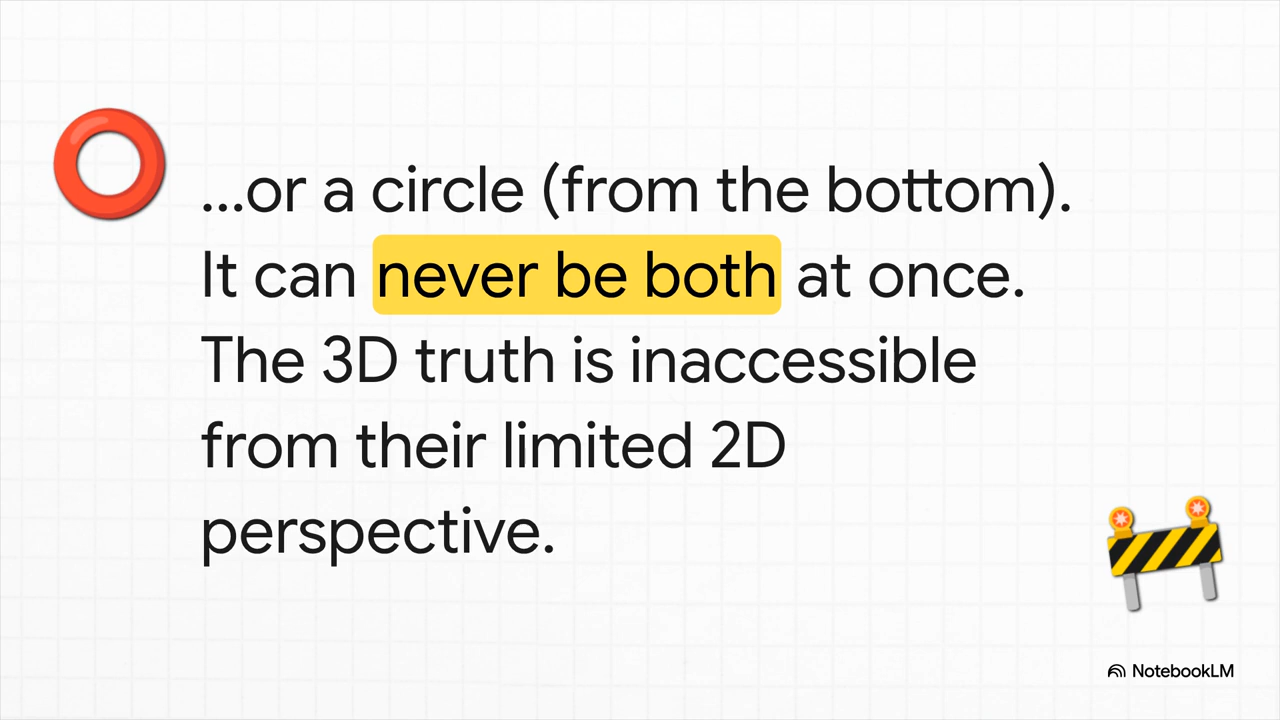 ...or a circle (from the bottom).
It can never be both at once.
The 3D truth is inaccessible
from their limited 2D
perspective.
NotebookLM